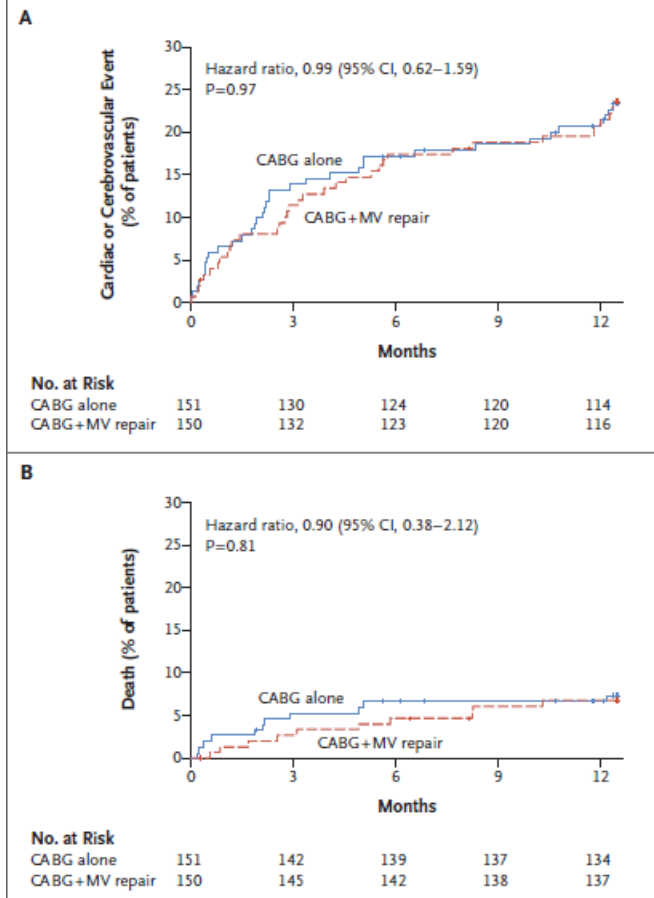 A
30
Hazard ratio, 0.99 (95% CI, 0.62–1.59)
25
P=0.97
20
CABG alone
15
10
CABG+MV repair
5
0
Cardiac or Cerebrovascular Event
(% of patients)
0 3 6 9 12
Months
No. at Risk
CABG alone 151 130 124 120 114
CABG+MV repair 150 132 123 120 116
B
30
Hazard ratio, 0.90 (95% CI, 0.38–2.12)
25
P=0.81
20
15
10
CABG alone
5
CABG+MV repair
0
Death (% of patients)
0 3 6 9 12
Months
No. at Risk
CABG alone 151 142 139 137 134
CABG+MV repair 150 145 142 138 137